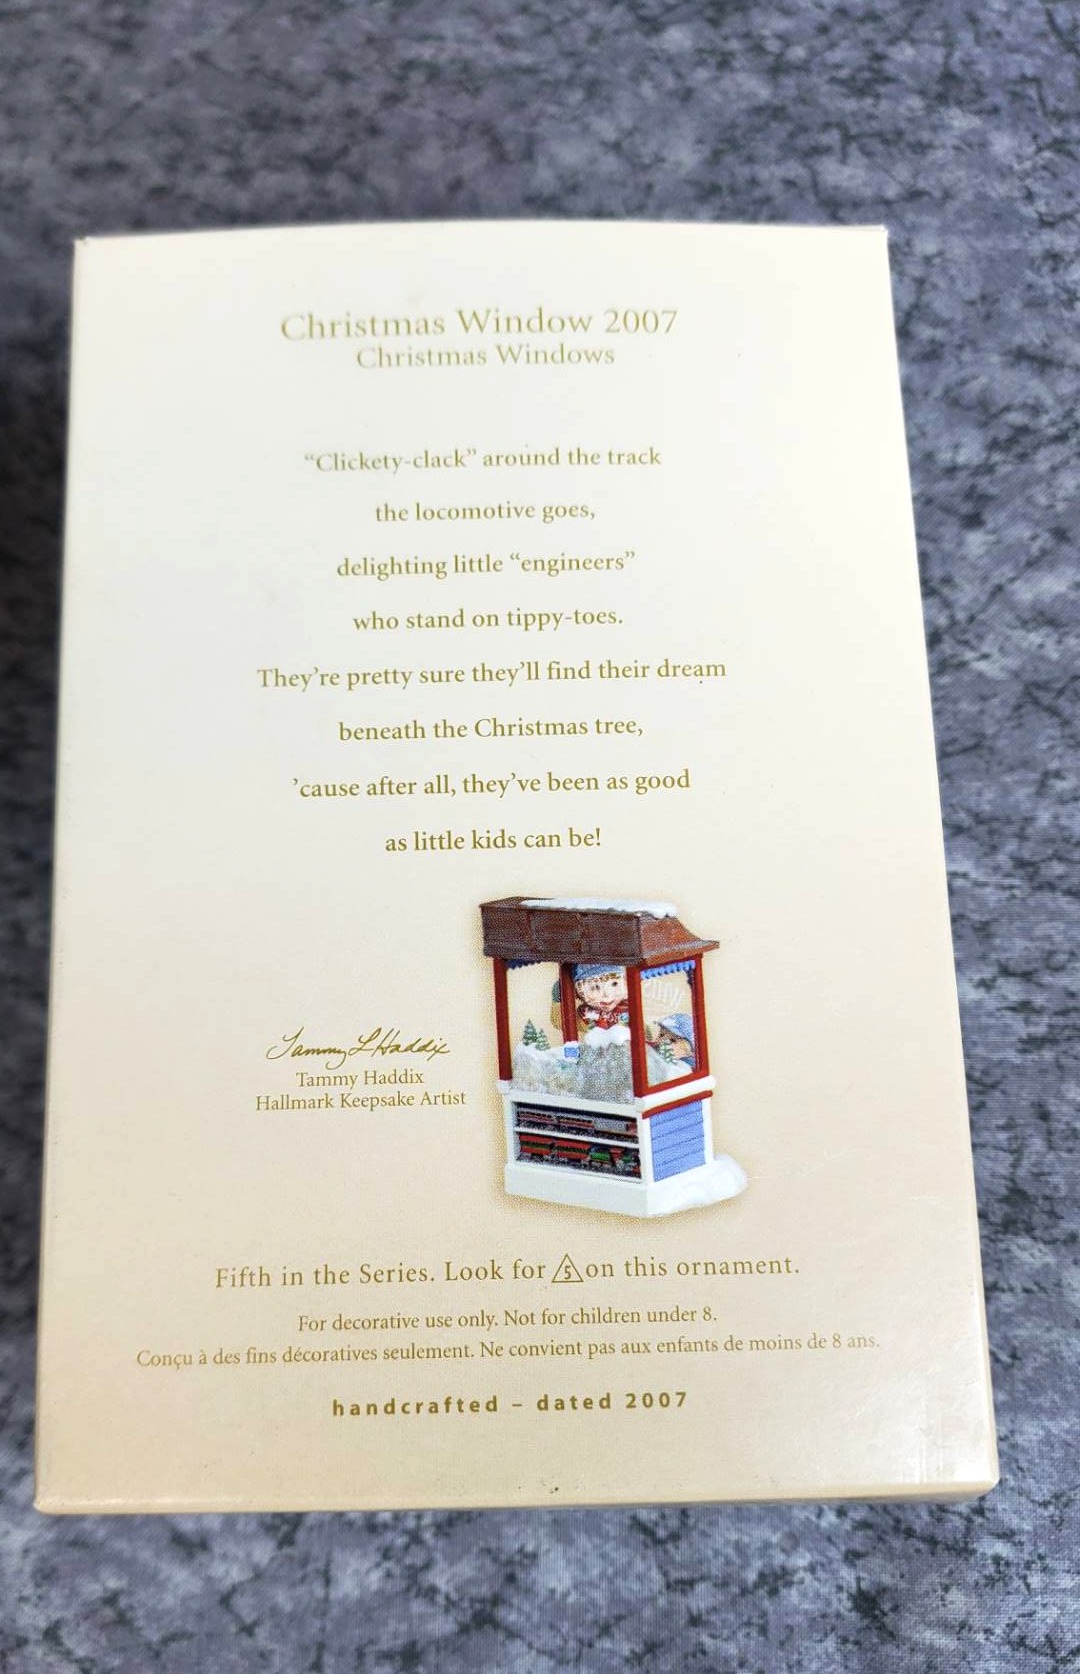 Christmas Window 2007
Christmas Windows
“Clickety-clack” around the track
the locomotive goes,
delighting little “engineers”
who stand on tippy-toes.
They’re pretty sure they’ll find their dream
beneath the Christmas tree,
’cause after all, they’ve been as good
as little kids can be!
Tammy L Haddix
Tammy Haddix
Hallmark Keepsake Artist
Fifth in the Series. Look for 5 on this ornament.
For decorative use only. Not for children under 8.
Conçu à des fins décoratives seulement. Ne convient pas aux enfants de moins de 8 ans.
handcrafted – dated 2007